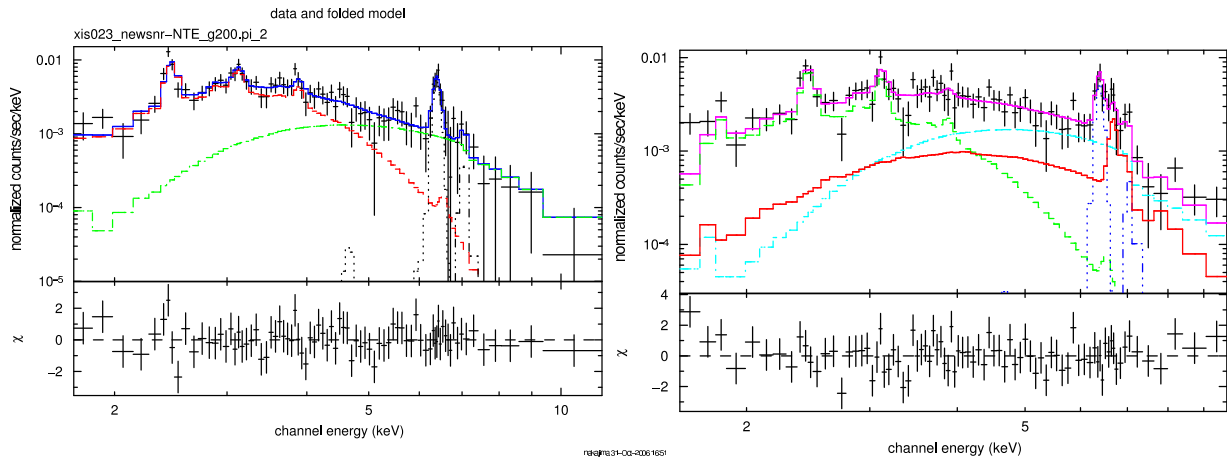 data and folded model
xis023_newsnr-NTE_g200.pi_2
normalized counts/sec/keV
0.01
10⁻³
10⁻⁴
10⁻⁵
χ
2
0
−2
2
5
10
channel energy (keV)
normalized counts/sec/keV
0.01
10⁻³
10⁻⁴
χ
4
2
0
−2
2
5
channel energy (keV)